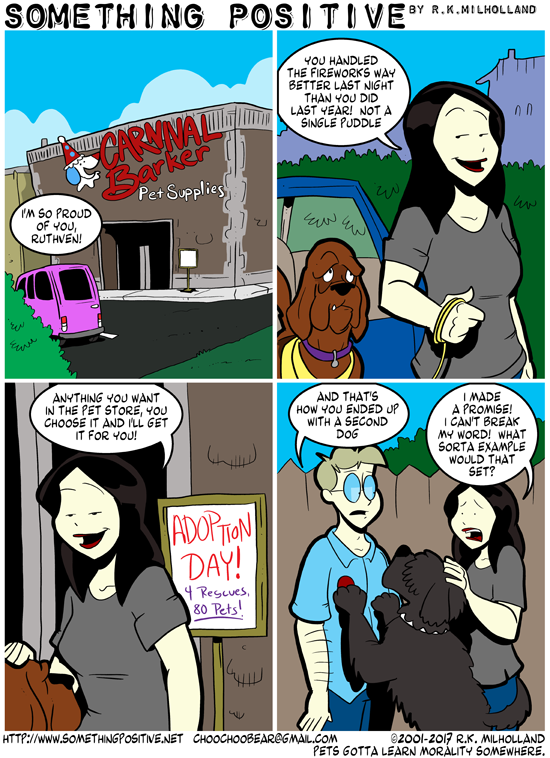 SOMETHING POSITIVE BY R.K.MILHOLLAND
CARNIVAL
Barker
Pet Supplies
I'M SO PROUD
OF YOU,
RUTHVEN!
YOU HANDLED
THE FIREWORKS WAY
BETTER LAST NIGHT
THAN YOU DID
LAST YEAR! NOT A
SINGLE PUDDLE
ANYTHING YOU WANT
IN THE PET STORE, YOU
CHOOSE IT AND I'LL GET
IT FOR YOU!
ADOPTION
DAY!
4 Rescues,
80 Pets!
AND THAT'S
HOW YOU ENDED UP
WITH A SECOND
DOG
I MADE
A PROMISE!
I CAN'T BREAK
MY WORD! WHAT
SORTA EXAMPLE
WOULD THAT
SET?
HTTP://WWW.SOMETHINGPOSITIVE.NET CHOOCHOOBEAR@GMAIL.COM ©2001-2017 R.K. MILHOLLAND
PETS GOTTA LEARN MORALITY SOMEWHERE.